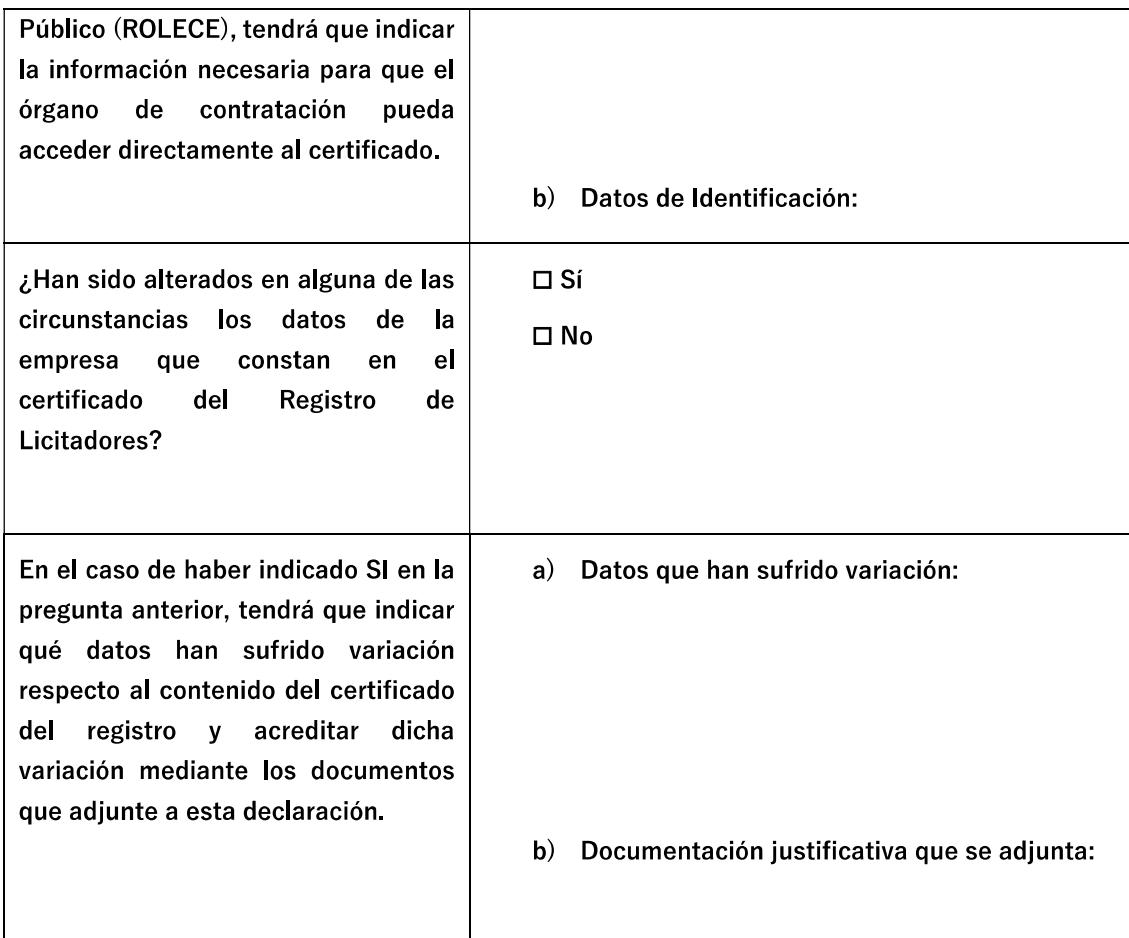 Público (ROLECE), tendrá que indicar
la información necesaria para que el
órgano de contratación pueda
acceder directamente al certificado.
b) Datos de Identificación:
¿Han sido alterados en alguna de las
circunstancias los datos de la
empresa que constan en el
certificado del Registro de
Licitadores?
☐ Sí
☐ No
En el caso de haber indicado SI en la
pregunta anterior, tendrá que indicar
qué datos han sufrido variación
respecto al contenido del certificado
del registro y acreditar dicha
variación mediante los documentos
que adjunte a esta declaración.
a) Datos que han sufrido variación:
b) Documentación justificativa que se adjunta: